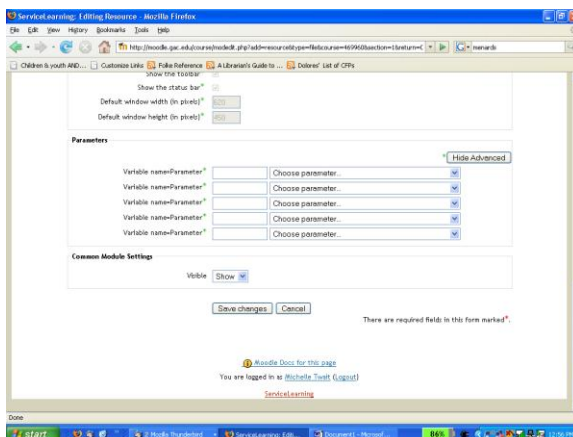 ServiceLearning: Editing Resource - Mozilla Firefox
File Edit View History Bookmarks Tools Help
http://moodle.gac.edu/course/modedit.php?add=resource&type=file&course=469960&section=1&return=0
menards
Children & youth AND... Customize Links Folke Reference A Librarian's Guide to ... Dolores' List of CFPs
Show the toolbar
Show the status bar*
Default window width (in pixels)* 620
Default window height (in pixels)* 450
Parameters
* Hide Advanced
Variable name=Parameter* Choose parameter...
Variable name=Parameter* Choose parameter...
Variable name=Parameter* Choose parameter...
Variable name=Parameter* Choose parameter...
Variable name=Parameter* Choose parameter...
Common Module Settings
Visible Show
Save changes Cancel
There are required fields in this form marked*.
Moodle Docs for this page
You are logged in as Michelle Twait (Logout)
ServiceLearning
Done
start 2 Mozilla Thunderbird ServiceLearning: Editi... Document1 - Microsof... 86% 12:56 PM